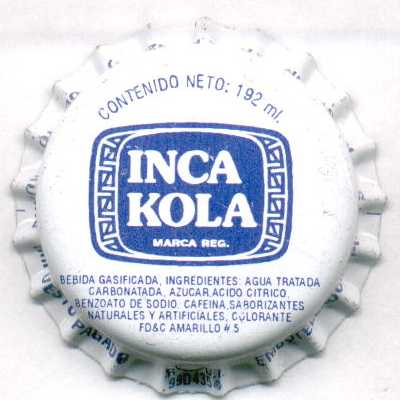 CONTENIDO NETO: 192 ml.
INCA
KOLA
MARCA REG.
BEBIDA GASIFICADA, INGREDIENTES: AGUA TRATADA
CARBONATADA, AZUCAR,ACIDO CITRICO,
BENZOATO DE SODIO, CAFEINA,SABORIZANTES
NATURALES Y ARTIFICIALES, COLORANTE
FD&C AMARILLO # 5